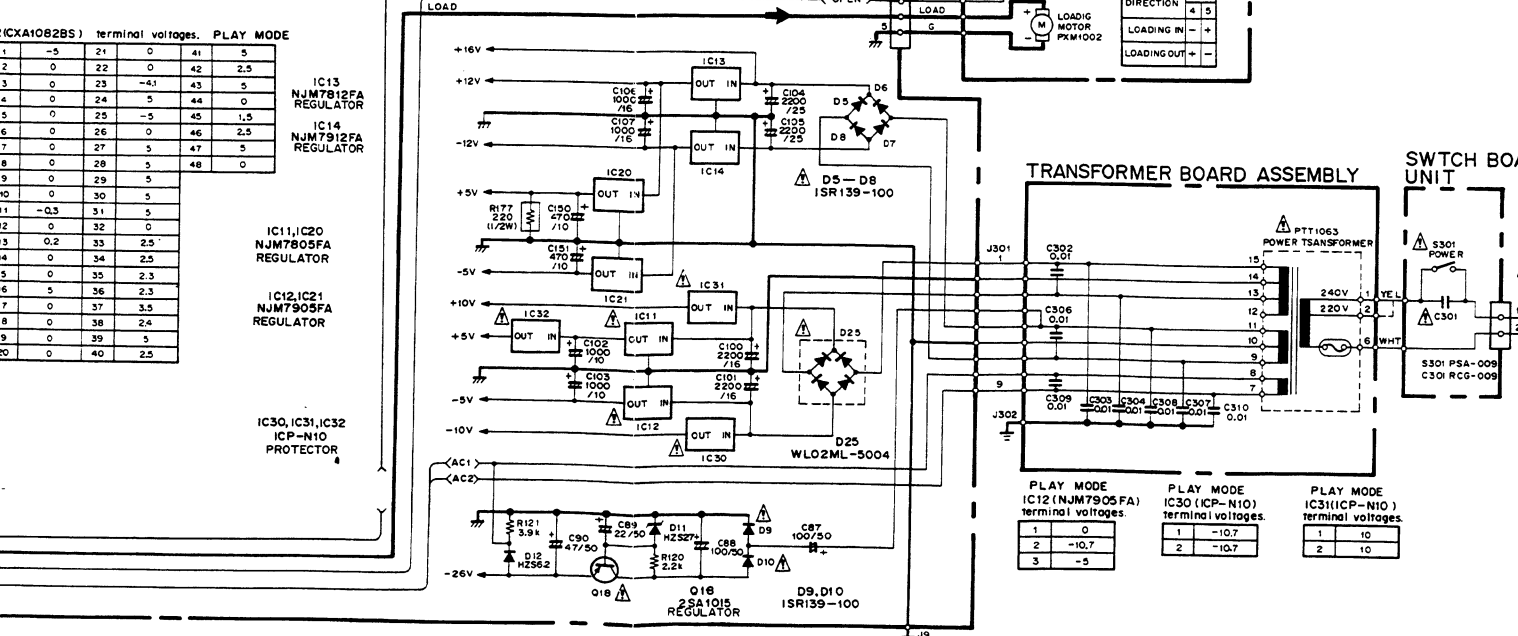 LOAD
LOAD
5
G
+
M
−
LOADIG
MOTOR
PXM1002
DIRECTION
4 5
LOADING IN − +
LOADING OUT + −
(CXA1082BS) terminal voltages. PLAY MODE
1 −5 21 0 41 5
2 0 22 0 42 2.5
3 0 23 −4.1 43 5
4 0 24 5 44 0
5 0 25 −5 45 1.5
6 0 26 0 46 2.5
7 0 27 5 47 5
8 0 28 5 48 0
9 0 29 5
10 0 30 5
11 −0.3 31 5
12 0 32 0
13 0.2 33 2.5
14 0 34 2.5
15 0 35 2.3
16 5 36 2.3
17 0 37 3.5
18 0 38 2.4
19 0 39 5
20 0 40 2.5
IC13
NJM7812FA
REGULATOR
IC14
NJM7912FA
REGULATOR
IC11,IC20
NJM7805FA
REGULATOR
IC12,IC21
NJM7905FA
REGULATOR
IC30,IC31,IC32
ICP-N10
PROTECTOR
+16V
+12V
−12V
+5V
−5V
+10V
+5V
−5V
−10V
−26V
IC13
OUT IN
C106
1000
/16
C107
1000
/16
C104
2200
/25
C105
2200
/25
OUT IN
IC14
D5
D6
D8
D7
D5—D8
ISR139-100
IC20
OUT IN
R177
220
(1/2W)
C150
470
/10
C151
470
/10
OUT IN
IC21
IC31
OUT IN
IC32
OUT IN
IC11
OUT IN
C102
1000
/10
C103
1000
/10
C100
2200
/16
C101
2200
/16
OUT IN
IC12
OUT IN
IC30
D25
D25
WL02ML-5004
(AC1)
(AC2)
R121
3.9k
D12
HZS6.2
C90
47/50
C89
22/50
D11
HZS27
R120
2.2k
C88
100/50
D9
D10
C87
100/50
Q18
Q18
2SA1015
REGULATOR
D9,D10
ISR139-100
J301
1
9
J302
J9
TRANSFORMER BOARD ASSEMBLY
C302
0.01
C306
0.01
C309
0.01
C303
0.01
C304
0.01
C308
0.01
C307
0.01
C310
0.01
PTT1063
POWER TSANSFORMER
15
14
13
12
11
10
9
8
7
240V
220V
1 YEL
2
6 WHT
SWTCH BOA
UNIT
S301
POWER
C301
S301 PSA-009
C301 RCG-009
PLAY MODE
IC12(NJM7905FA)
terminal voltages.
1 0
2 −10.7
3 −5
PLAY MODE
IC30(ICP-N10)
terminal voltages.
1 −10.7
2 −10.7
PLAY MODE
IC31(ICP-N10)
terminal voltages.
1 10
2 10